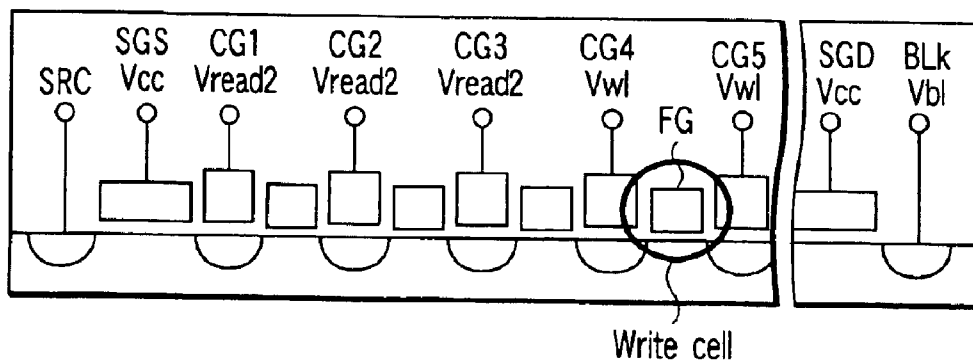 SRC
SGS
Vcc
CG1
Vread2
CG2
Vread2
CG3
Vread2
CG4
Vwl
FG
CG5
Vwl
SGD
Vcc
BLk
Vbl
Write cell